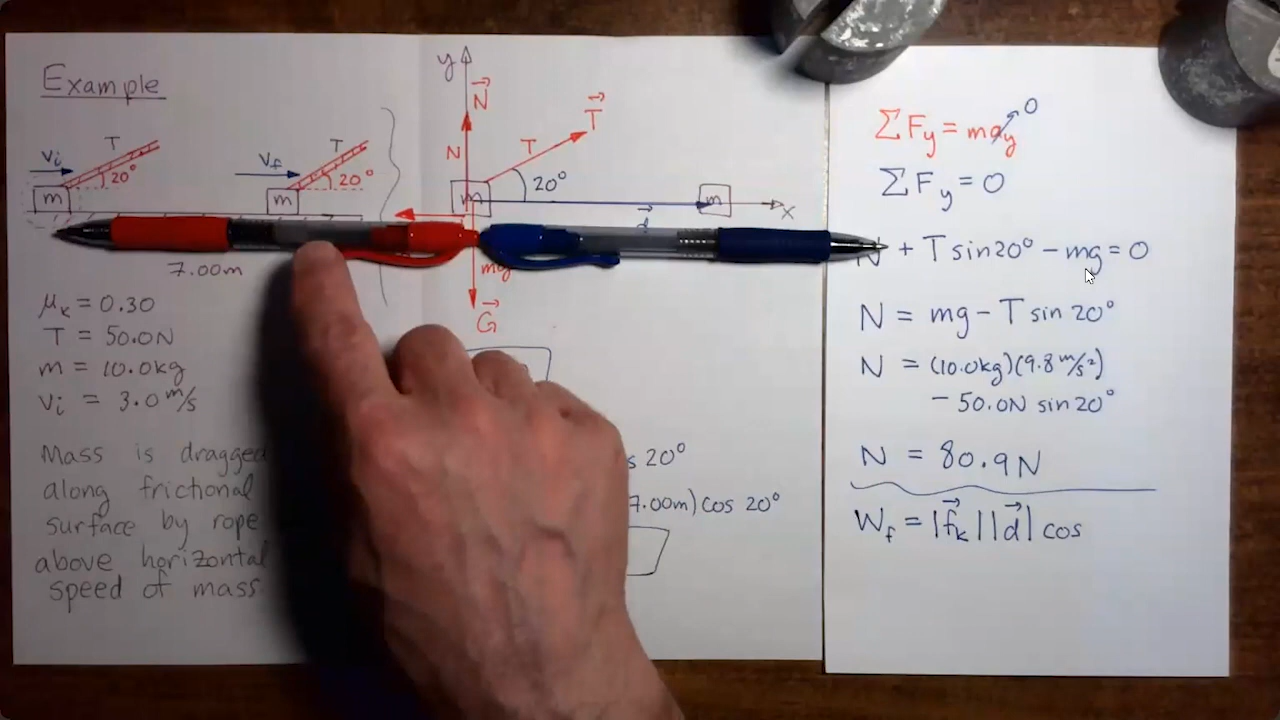 Example
Vi
T
20°
m
Vf
T
20°
m
7.00m
μk = 0.30
T = 50.0N
m = 10.0kg
Vi = 3.0 m/s
Mass is dragged
along frictional
surface by rope
above horizontal
speed of mass
y
N⃗
N
T
T⃗
20°
m
m
x
d⃗
mg
G⃗
20°
7.00m) cos 20°
ΣFy = may 0
ΣFy = 0
N + T sin20° - mg = 0
N = mg - T sin 20°
N = (10.0kg)(9.8 m/s²)
- 50.0N sin 20°
N = 80.9N
Wf = |f⃗k||d⃗| cos